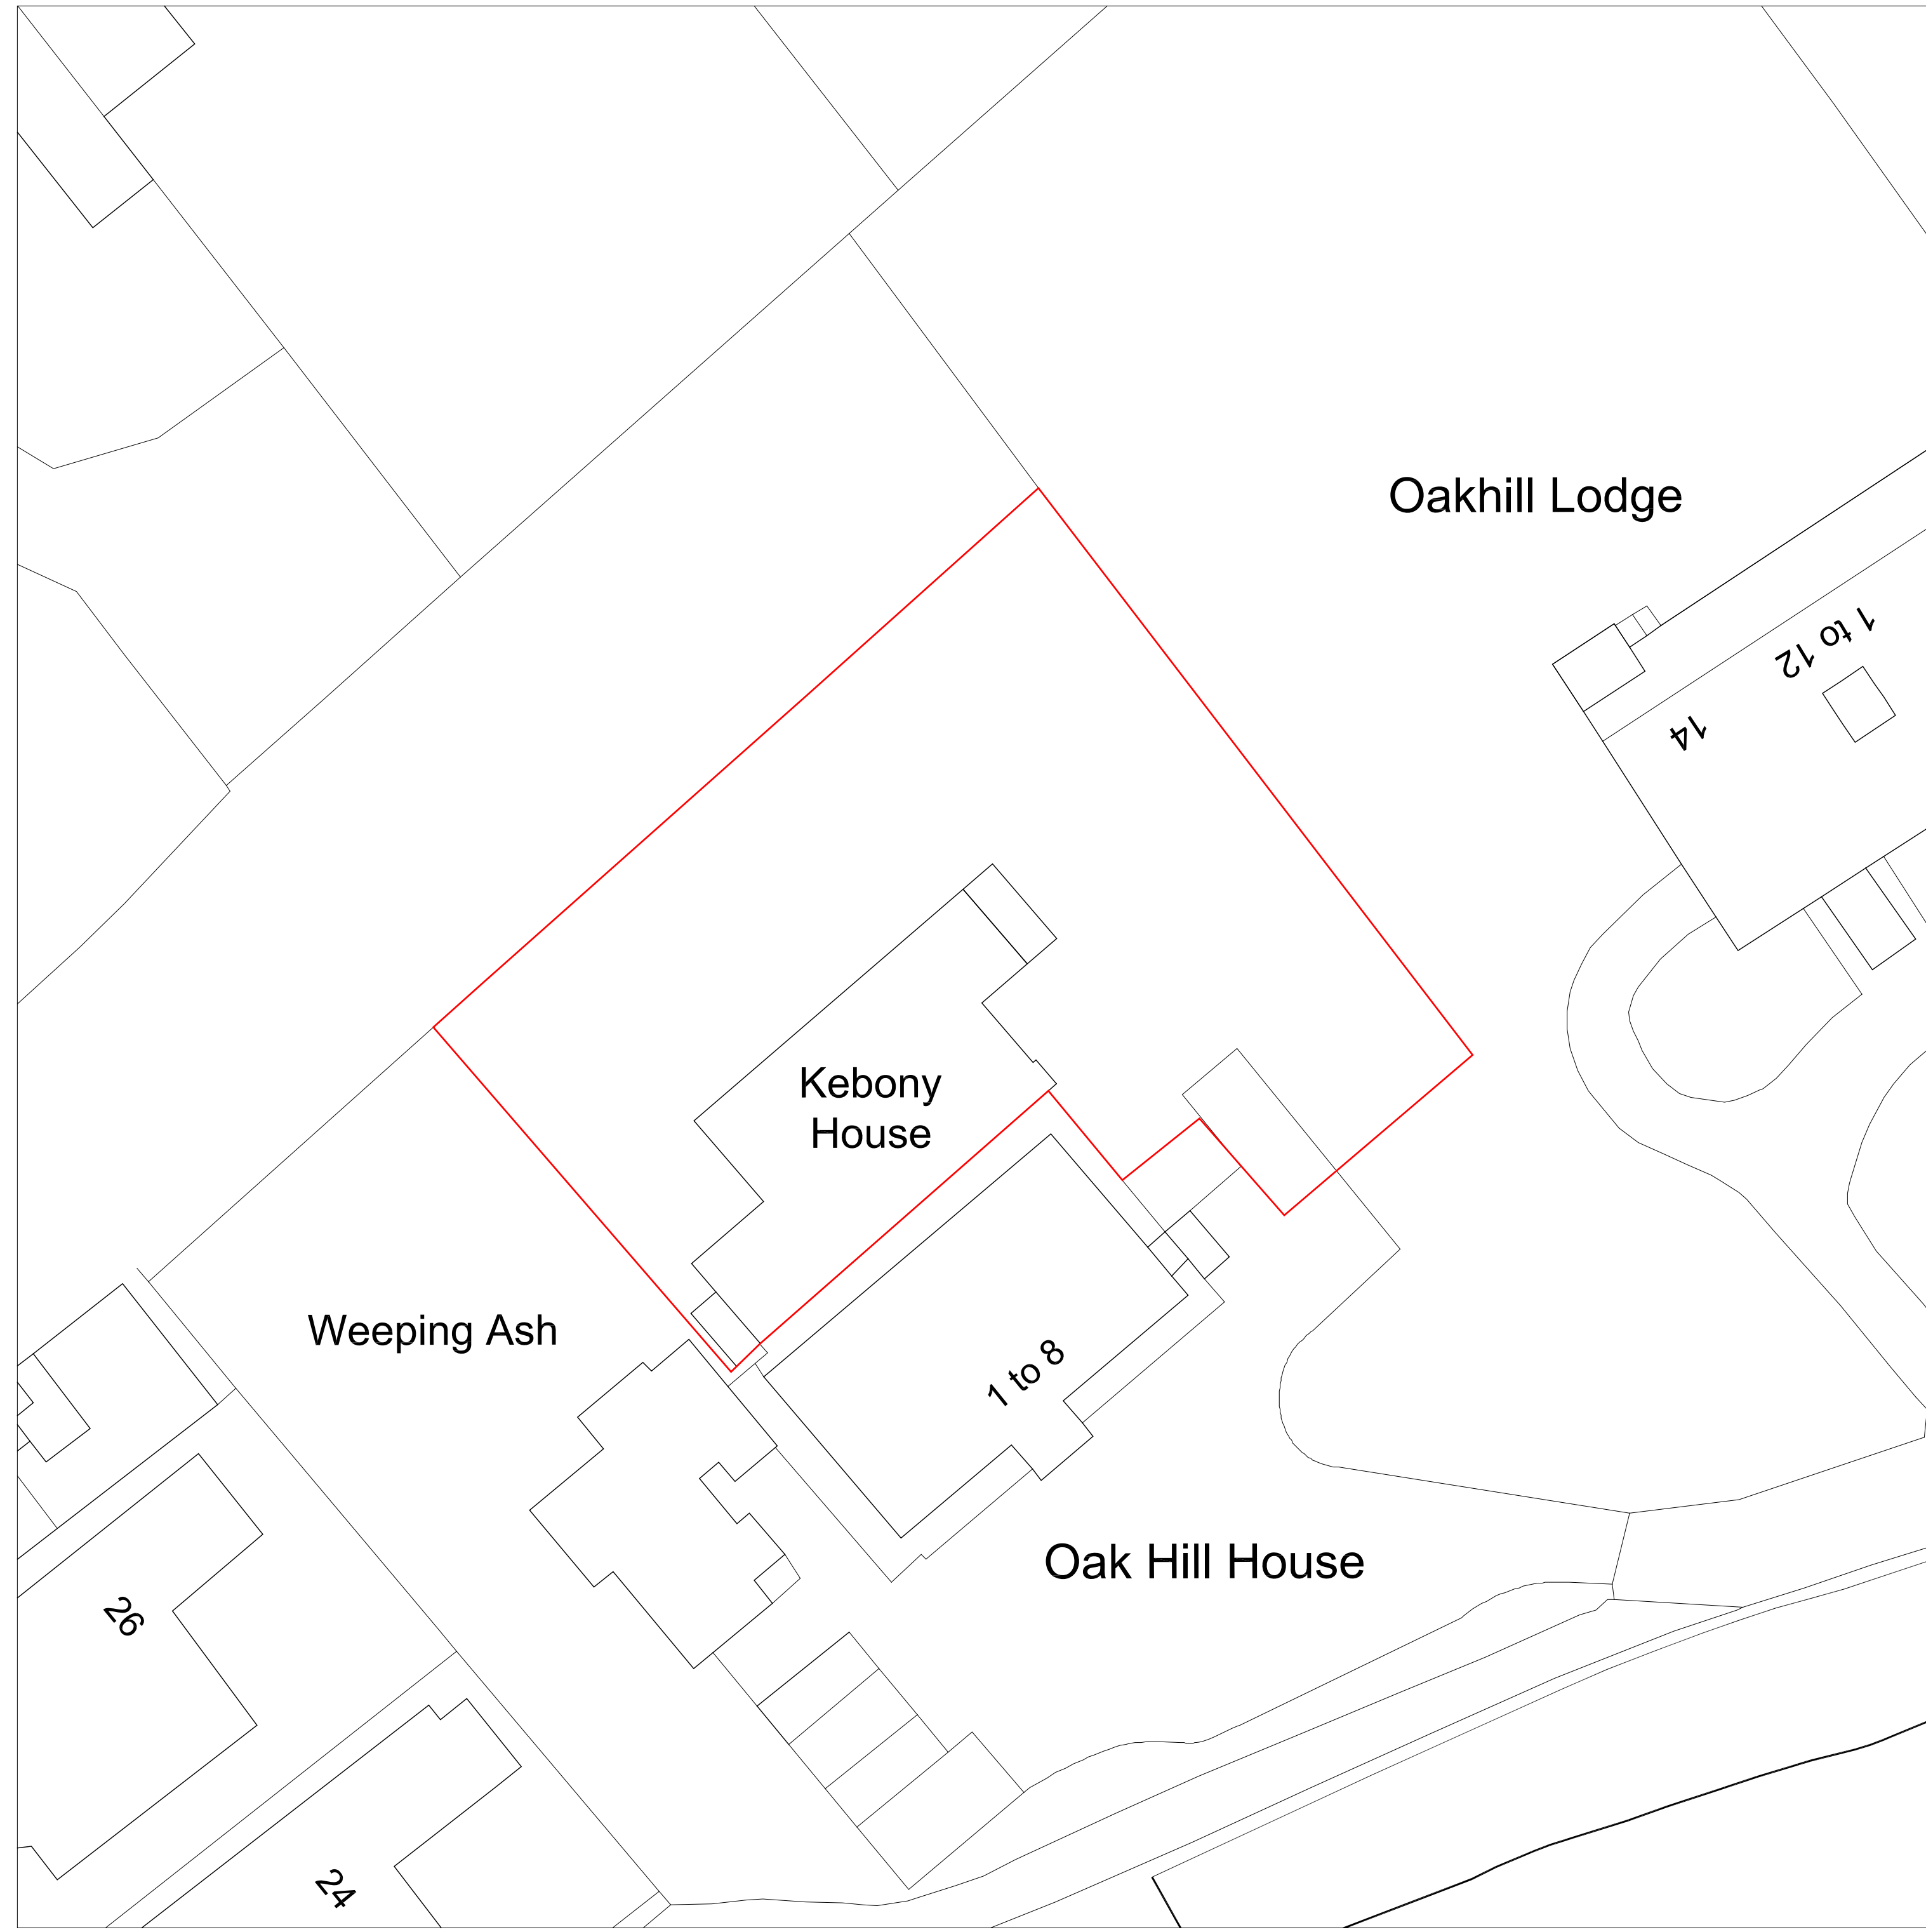 Oakhill Lodge
1 to 12
14
Kebony
House
Weeping Ash
1 to 8
Oak Hill House
26
24